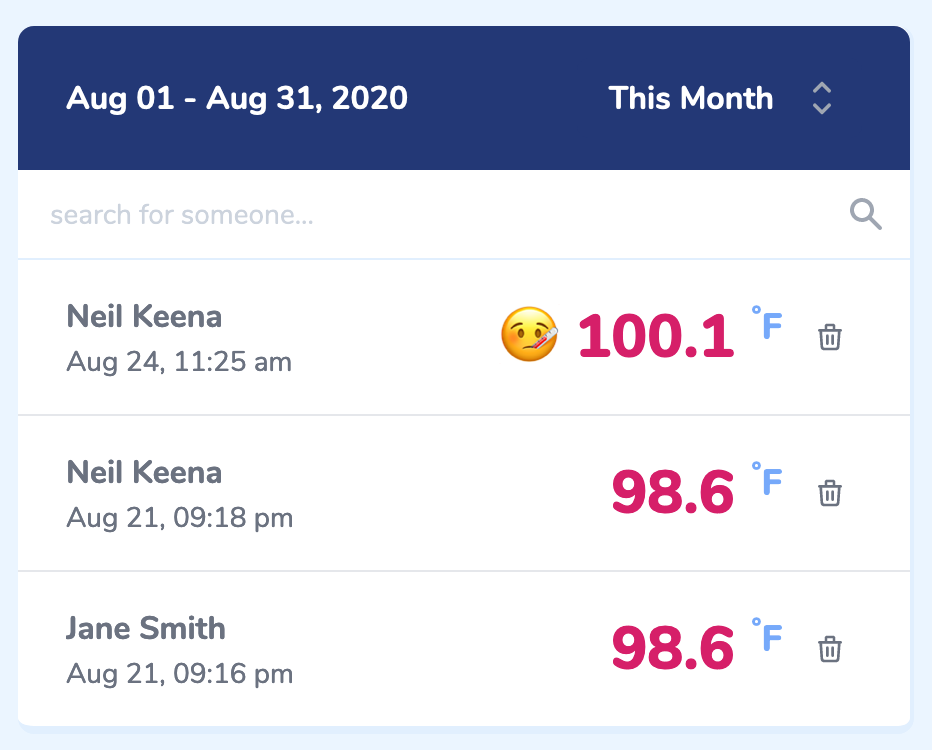 Aug 01 - Aug 31, 2020 This Month
search for someone...
Neil Keena
Aug 24, 11:25 am
100.1 °F
Neil Keena
Aug 21, 09:18 pm
98.6 °F
Jane Smith
Aug 21, 09:16 pm
98.6 °F